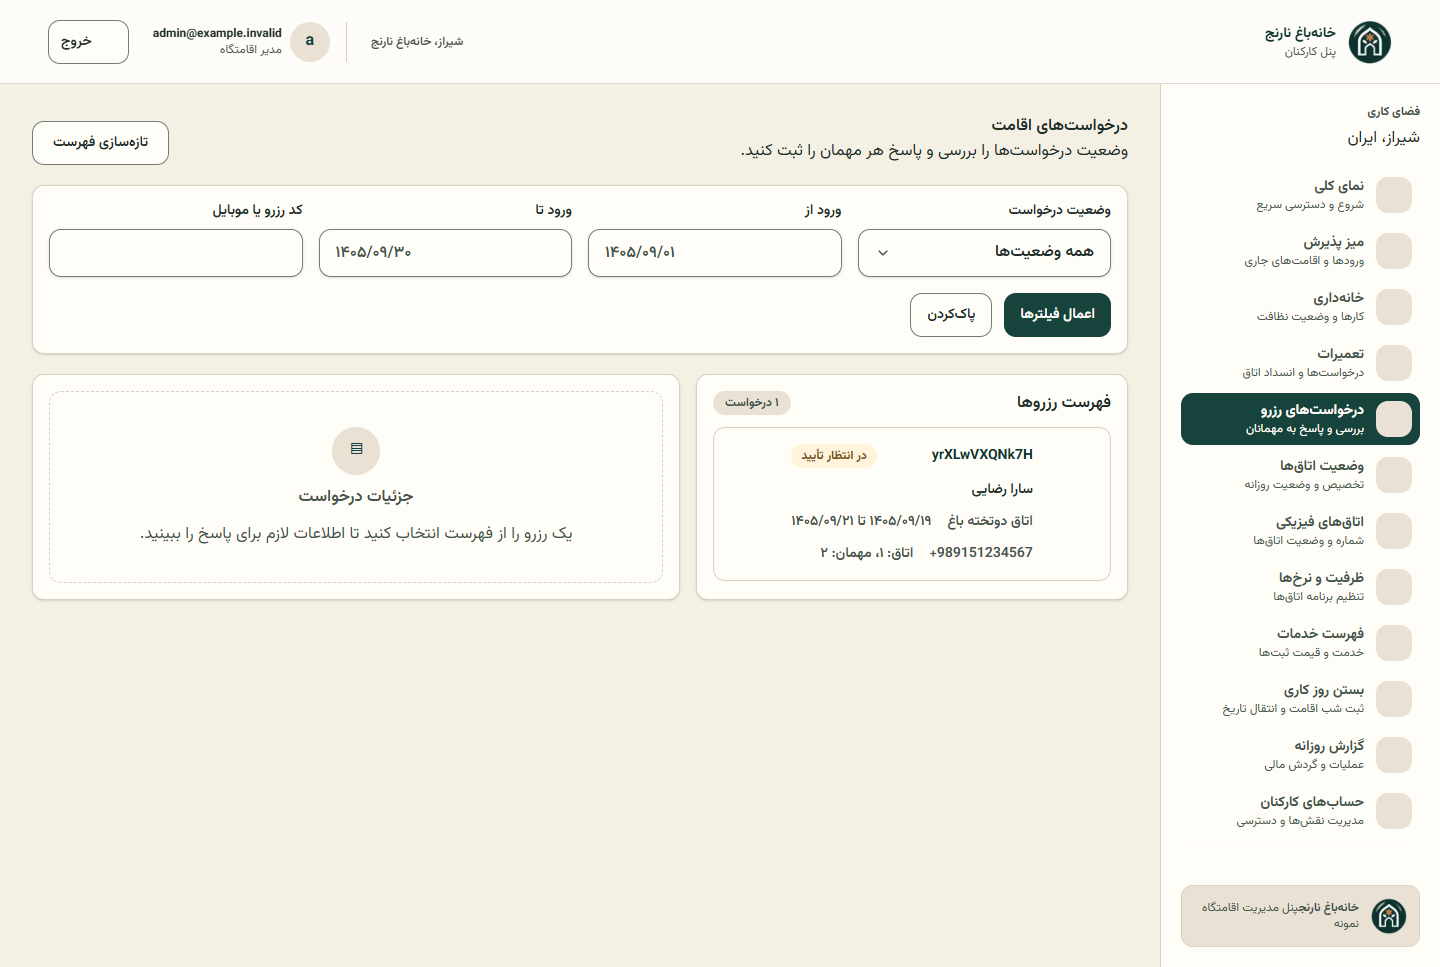 خانه‌باغ نارنج
پنل کارکنان
شیراز، خانه‌باغ نارنج
a
admin@example.invalid
مدیر اقامتگاه
خروج
فضای کاری
شیراز، ایران
نمای کلی
شروع و دسترسی سریع
میز پذیرش
ورودها و اقامت‌های جاری
خانه‌داری
کارها و وضعیت نظافت
تعمیرات
درخواست‌ها و انسداد اتاق
درخواست‌های رزرو
بررسی و پاسخ به مهمانان
وضعیت اتاق‌ها
تخصیص و وضعیت روزانه
اتاق‌های فیزیکی
شماره و وضعیت اتاق‌ها
ظرفیت و نرخ‌ها
تنظیم برنامه اتاق‌ها
فهرست خدمات
خدمت و قیمت ثبت‌ها
بستن روز کاری
ثبت شب اقامت و انتقال تاریخ
گزارش روزانه
عملیات و گردش مالی
حساب‌های کارکنان
مدیریت نقش‌ها و دسترسی
خانه‌باغ نارنج‌پنل مدیریت اقامتگاه
نمونه
درخواست‌های اقامت
وضعیت درخواست‌ها را بررسی و پاسخ هر مهمان را ثبت کنید.
تازه‌سازی فهرست
وضعیت درخواست
همه وضعیت‌ها
ورود از
۱۴۰۵/۰۹/۰۱
ورود تا
۱۴۰۵/۰۹/۳۰
کد رزرو یا موبایل
اعمال فیلترها
پاک‌کردن
فهرست رزروها
۱ درخواست
yrXLwVXQNk7H
در انتظار تأیید
سارا رضایی
اتاق دوتخته باغ
۱۴۰۵/۰۹/۱۹ تا ۱۴۰۵/۰۹/۲۱
+989151234567
اتاق: ۱، مهمان: ۲
جزئیات درخواست
یک رزرو را از فهرست انتخاب کنید تا اطلاعات لازم برای پاسخ را ببینید.